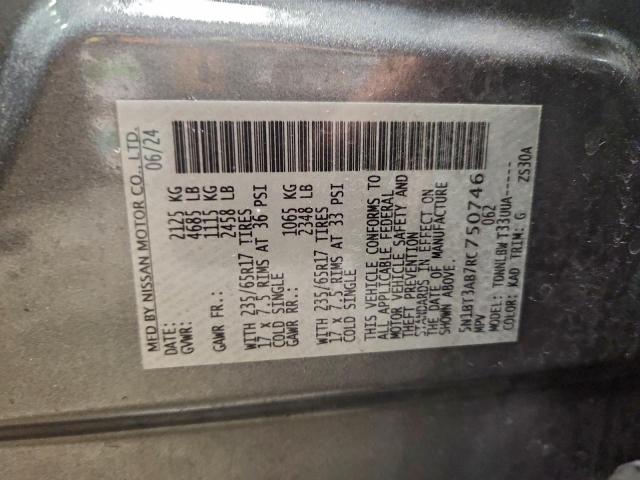 MFD BY NISSAN MOTOR CO., LTD.
DATE: 06/24
GVWR: 2125 KG
4685 LB
GAWR FR.: 1115 KG
2458 LB
WITH 235/65R17 TIRES
17 X 7.5 RIMS AT 36 PSI
COLD SINGLE
GAWR RR.: 1065 KG
2348 LB
WITH 235/65R17 TIRES
17 X 7.5 RIMS AT 33 PSI
COLD SINGLE
THIS VEHICLE CONFORMS TO
ALL APPLICABLE FEDERAL
MOTOR VEHICLE SAFETY AND
THEFT PREVENTION
STANDARDS IN EFFECT ON
THE DATE OF MANUFACTURE
SHOWN ABOVE.
5N1BT3AB7RC750746
MPV 062
MODEL: TDNNLBW T33UUA-----
COLOR: KAD TRIM: G ZS30A